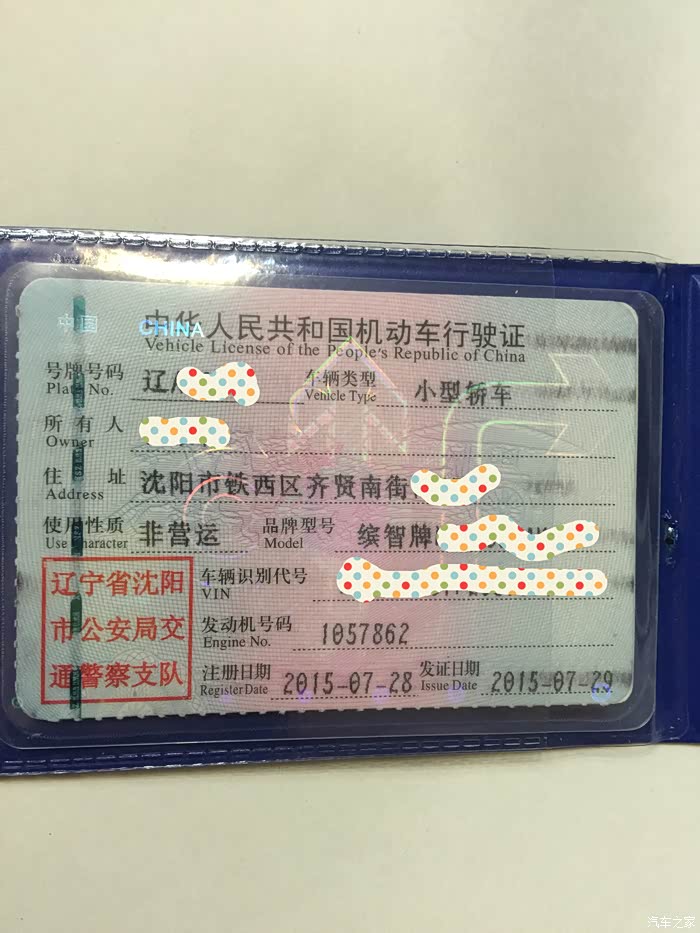 中国
CHINA
中华人民共和国机动车行驶证
Vehicle License of the People's Republic of China
号牌号码 辽 车辆类型 小型轿车
Plate No. Vehicle Type
所有人
Owner
住址 沈阳市铁西区齐贤南街
Address
使用性质 非营运 品牌型号 缤智牌
Use Character Model
辽宁省沈阳
市公安局交
通警察支队
车辆识别代号
VIN
发动机号码 1057862
Engine No.
注册日期 2015-07-28 发证日期 2015-07-29
Register Date Issue Date
汽车之家